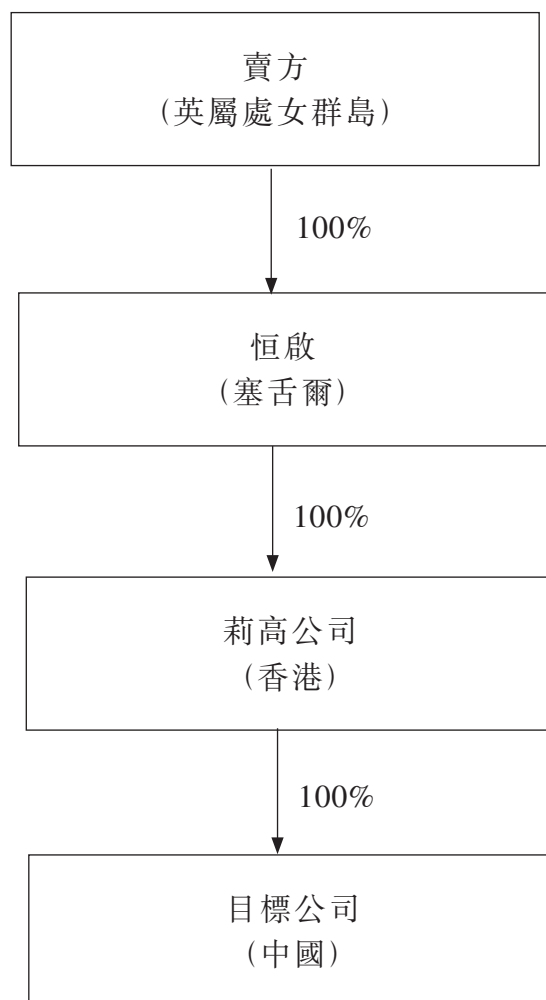 賣方
(英屬處女群島)
100%
恒啟
(塞舌爾)
100%
莉高公司
(香港)
100%
目標公司
(中國)